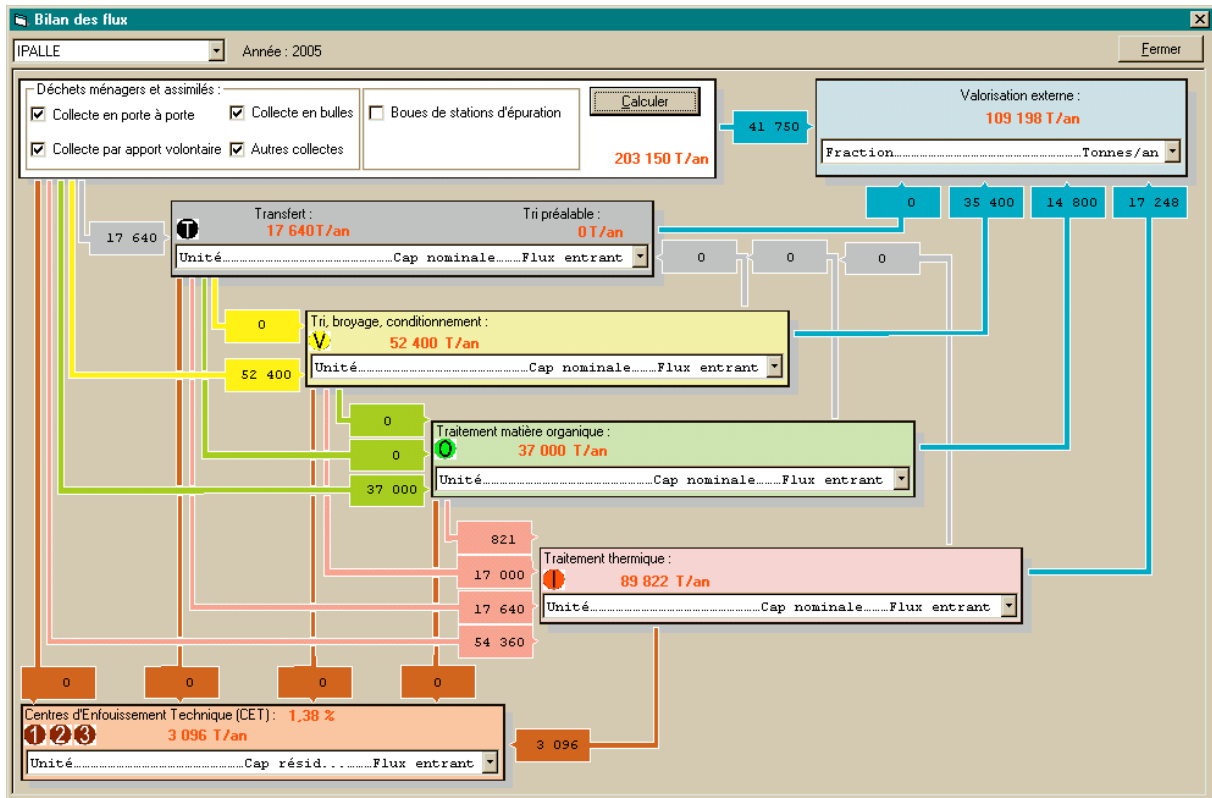 Bilan des flux
IPALLE Année : 2005 Fermer
Déchets ménagers et assimilés :
Collecte en porte à porte Collecte en bulles Boues de stations d'épuration Calculer
Collecte par apport volontaire Autres collectes
203 150 T/an
41 750
Valorisation externe :
109 198 T/an
Fraction.......Tonnes/an
0 35 400 14 800 17 248
17 640
Transfert : Tri préalable :
T 17 640T/an 0T/an
Unité.......Cap nominale.......Flux entrant
0 0 0
0
52 400
Tri, broyage, conditionnement :
V 52 400 T/an
Unité.......Cap nominale.......Flux entrant
0
0
37 000
Traitement matière organique :
O 37 000 T/an
Unité.......Cap nominale.......Flux entrant
821
17 000
17 640
54 360
Traitement thermique :
I 89 822 T/an
Unité.......Cap nominale.......Flux entrant
0 0 0 0
Centres d'Enfouissement Technique (CET) : 1,38 %
1 2 3 3 096 T/an
Unité.......Cap résid.......Flux entrant
3 096